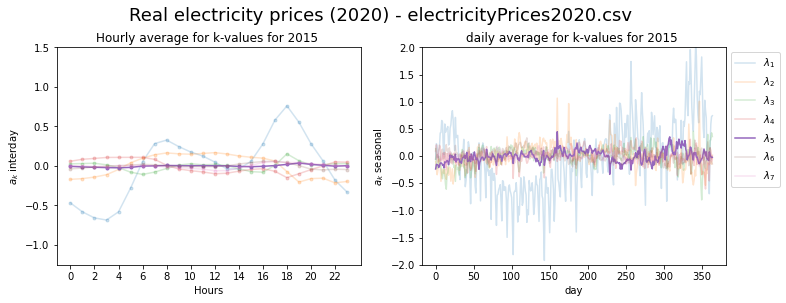 Real electricity prices (2020) - electricityPrices2020.csv
Hourly average for k-values for 2015
1.5
1.0
0.5
0.0
−0.5
−1.0
a_k interday
0 2 4 6 8 10 12 14 16 18 20 22
Hours
daily average for k-values for 2015
2.0
1.5
1.0
0.5
0.0
−0.5
−1.0
−1.5
−2.0
a_k seasonal
0 50 100 150 200 250 300 350
day
λ₁
λ₂
λ₃
λ₄
λ₅
λ₆
λ₇